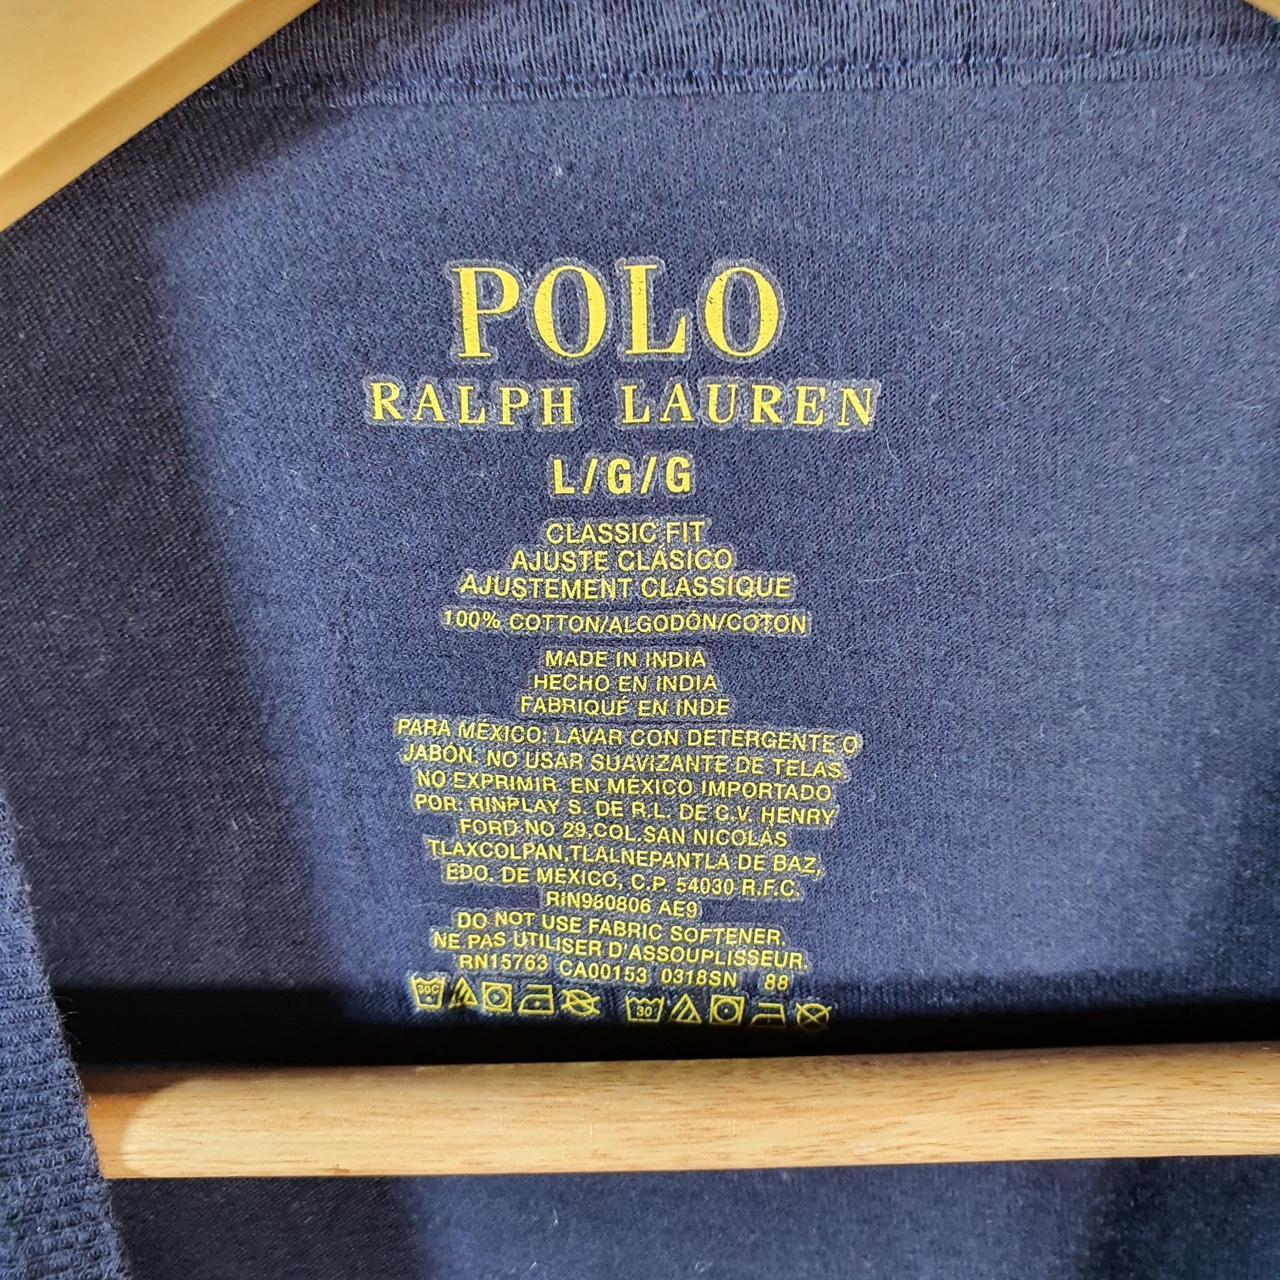 POLO
RALPH LAUREN
L/G/G
CLASSIC FIT
AJUSTE CLÁSICO
AJUSTEMENT CLASSIQUE
100% COTTON/ALGODÓN/COTON
MADE IN INDIA
HECHO EN INDIA
FABRIQUÉ EN INDE
PARA MÉXICO: LAVAR CON DETERGENTE O
JABÓN. NO USAR SUAVIZANTE DE TELAS.
NO EXPRIMIR. EN MÉXICO IMPORTADO
POR: RINPLAY S. DE R.L. DE C.V. HENRY
FORD NO 29,COL.SAN NICOLÁS
TLAXCOLPAN,TLALNEPANTLA DE BAZ,
EDO. DE MÉXICO, C.P. 54030 R.F.C.
RIN980806 AE9
DO NOT USE FABRIC SOFTENER.
NE PAS UTILISER D'ASSOUPLISSEUR.
RN15763 CA00153 0318SN 88
30C 30